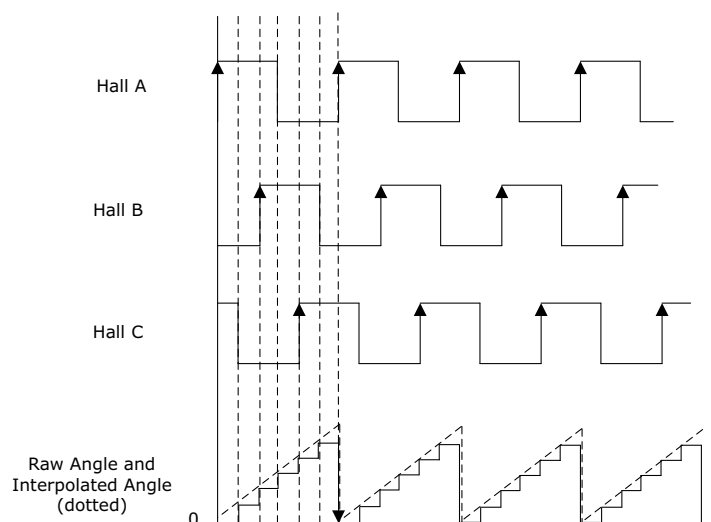 Hall A
Hall B
Hall C
Raw Angle and
Interpolated Angle
(dotted)
0